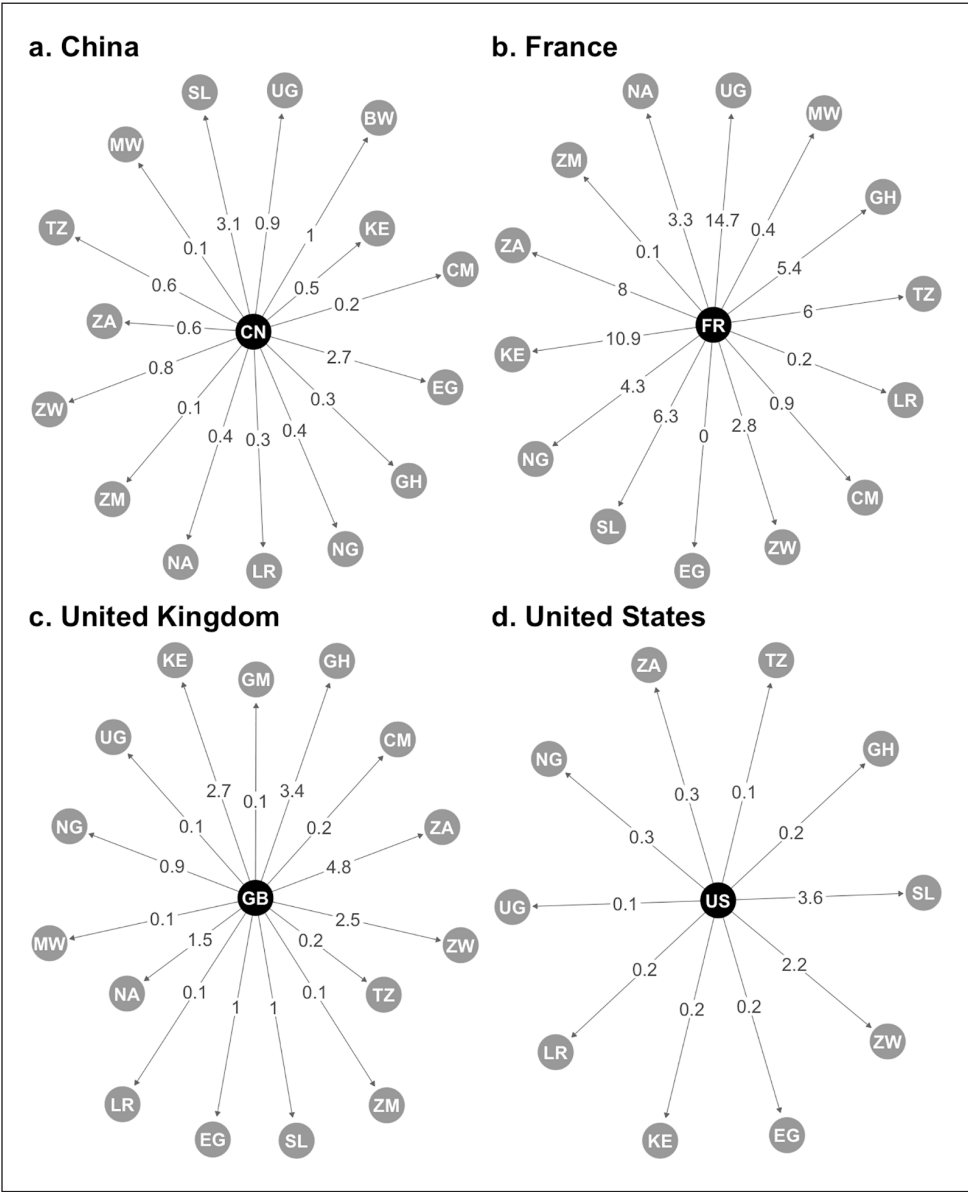 a. China
SL
UG
BW
MW
KE
TZ
CM
3.1
0.9
1
0.1
0.5
0.6
0.2
ZA
0.6
CN
2.7
EG
0.8
ZW
0.1
0.3
0.4
0.3
0.4
GH
ZM
NA
LR
NG
b. France
NA
UG
MW
ZM
GH
ZA
3.3
14.7
0.4
0.1
5.4
TZ
8
6
FR
KE
10.9
0.2
4.3
LR
6.3
0.9
0
2.8
NG
CM
SL
EG
ZW
c. United Kingdom
KE
GM
GH
UG
CM
2.7
0.1
3.4
NG
0.1
0.2
ZA
0.9
4.8
GB
0.1
2.5
MW
1.5
0.2
ZW
NA
0.1
0.1
TZ
1
1
LR
ZM
EG
SL
d. United States
ZA
TZ
NG
GH
0.3
0.1
0.3
0.2
UG
0.1
US
3.6
SL
0.2
2.2
0.2
0.2
LR
ZW
KE
EG